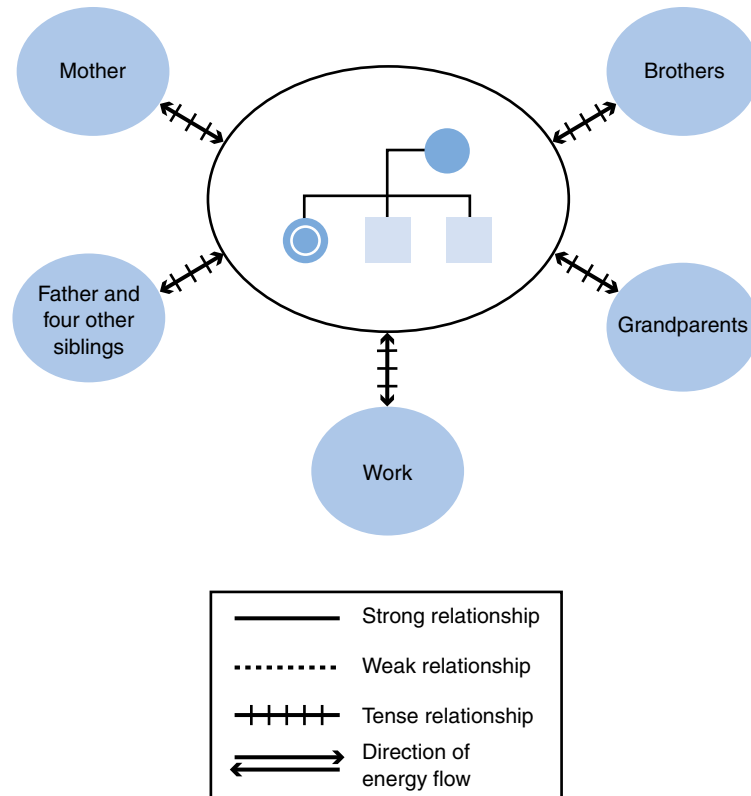 Mother
Brothers
Father and
four other
siblings
Grandparents
Work
Strong relationship
Weak relationship
Tense relationship
Direction of
energy flow